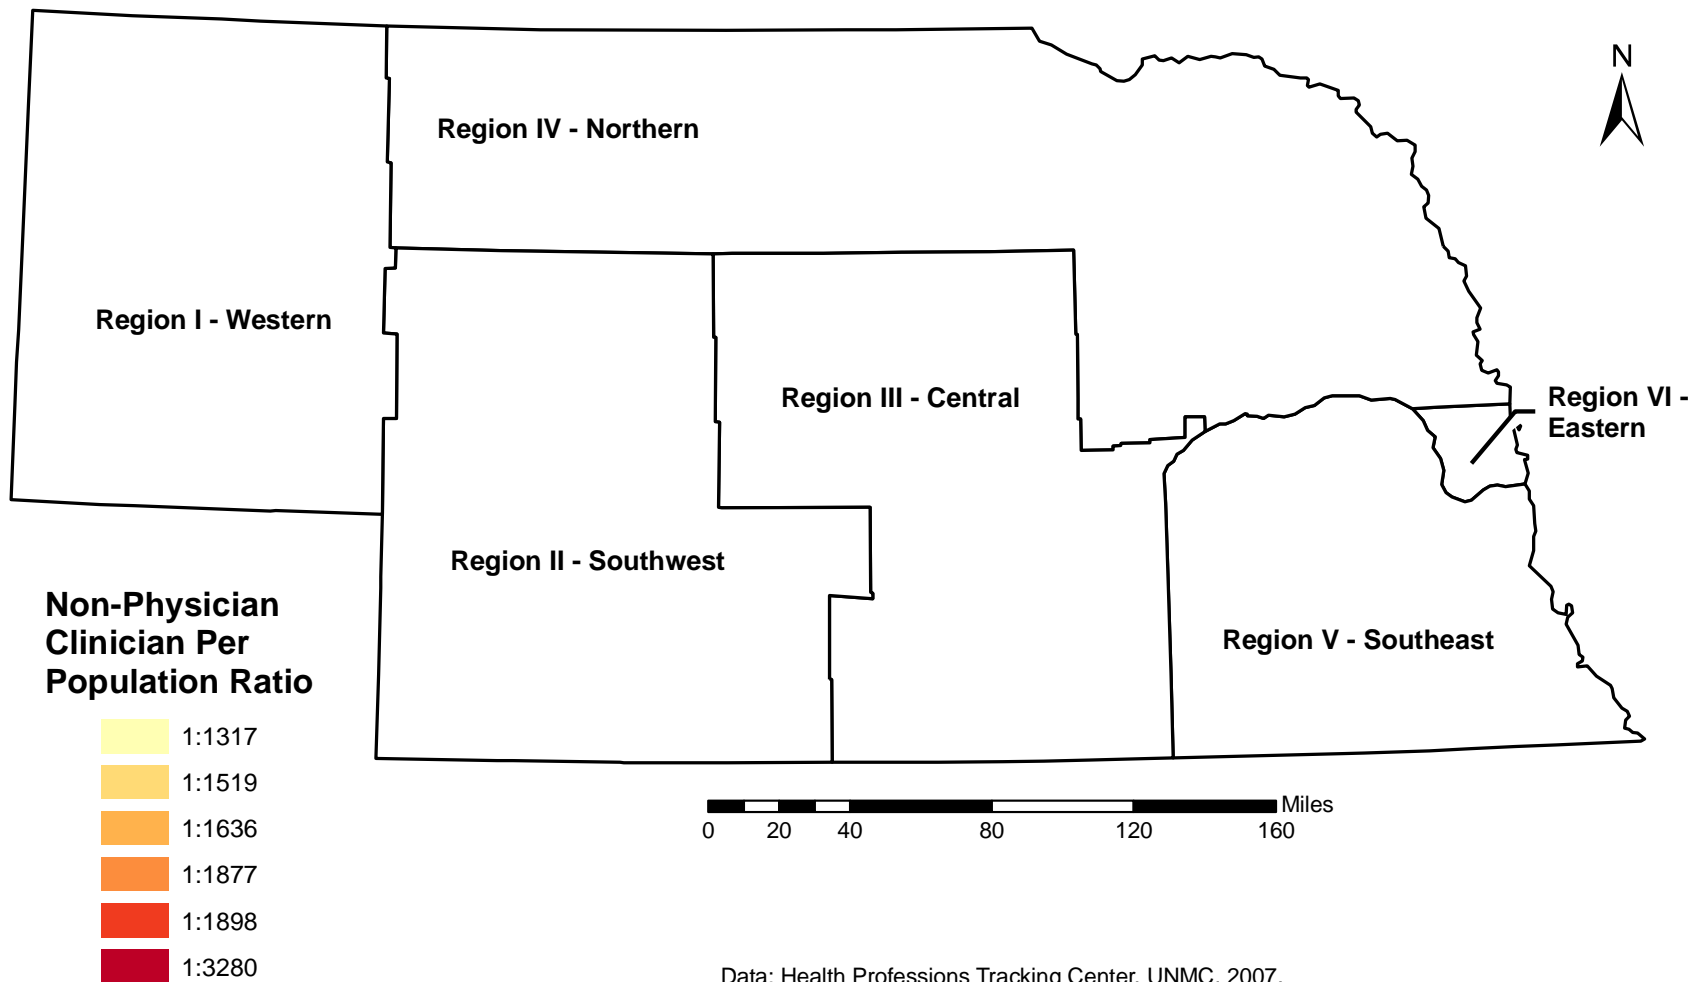 N
Region IV - Northern
Region I - Western
Region III - Central
Region VI -
Eastern
Region II - Southwest
Region V - Southeast
Non-Physician
Clinician Per
Population Ratio
1:1317
1:1519
1:1636
1:1877
1:1898
1:3280
Miles
0 20 40 80 120 160
Data: Health Professions Tracking Center, UNMC, 2007.